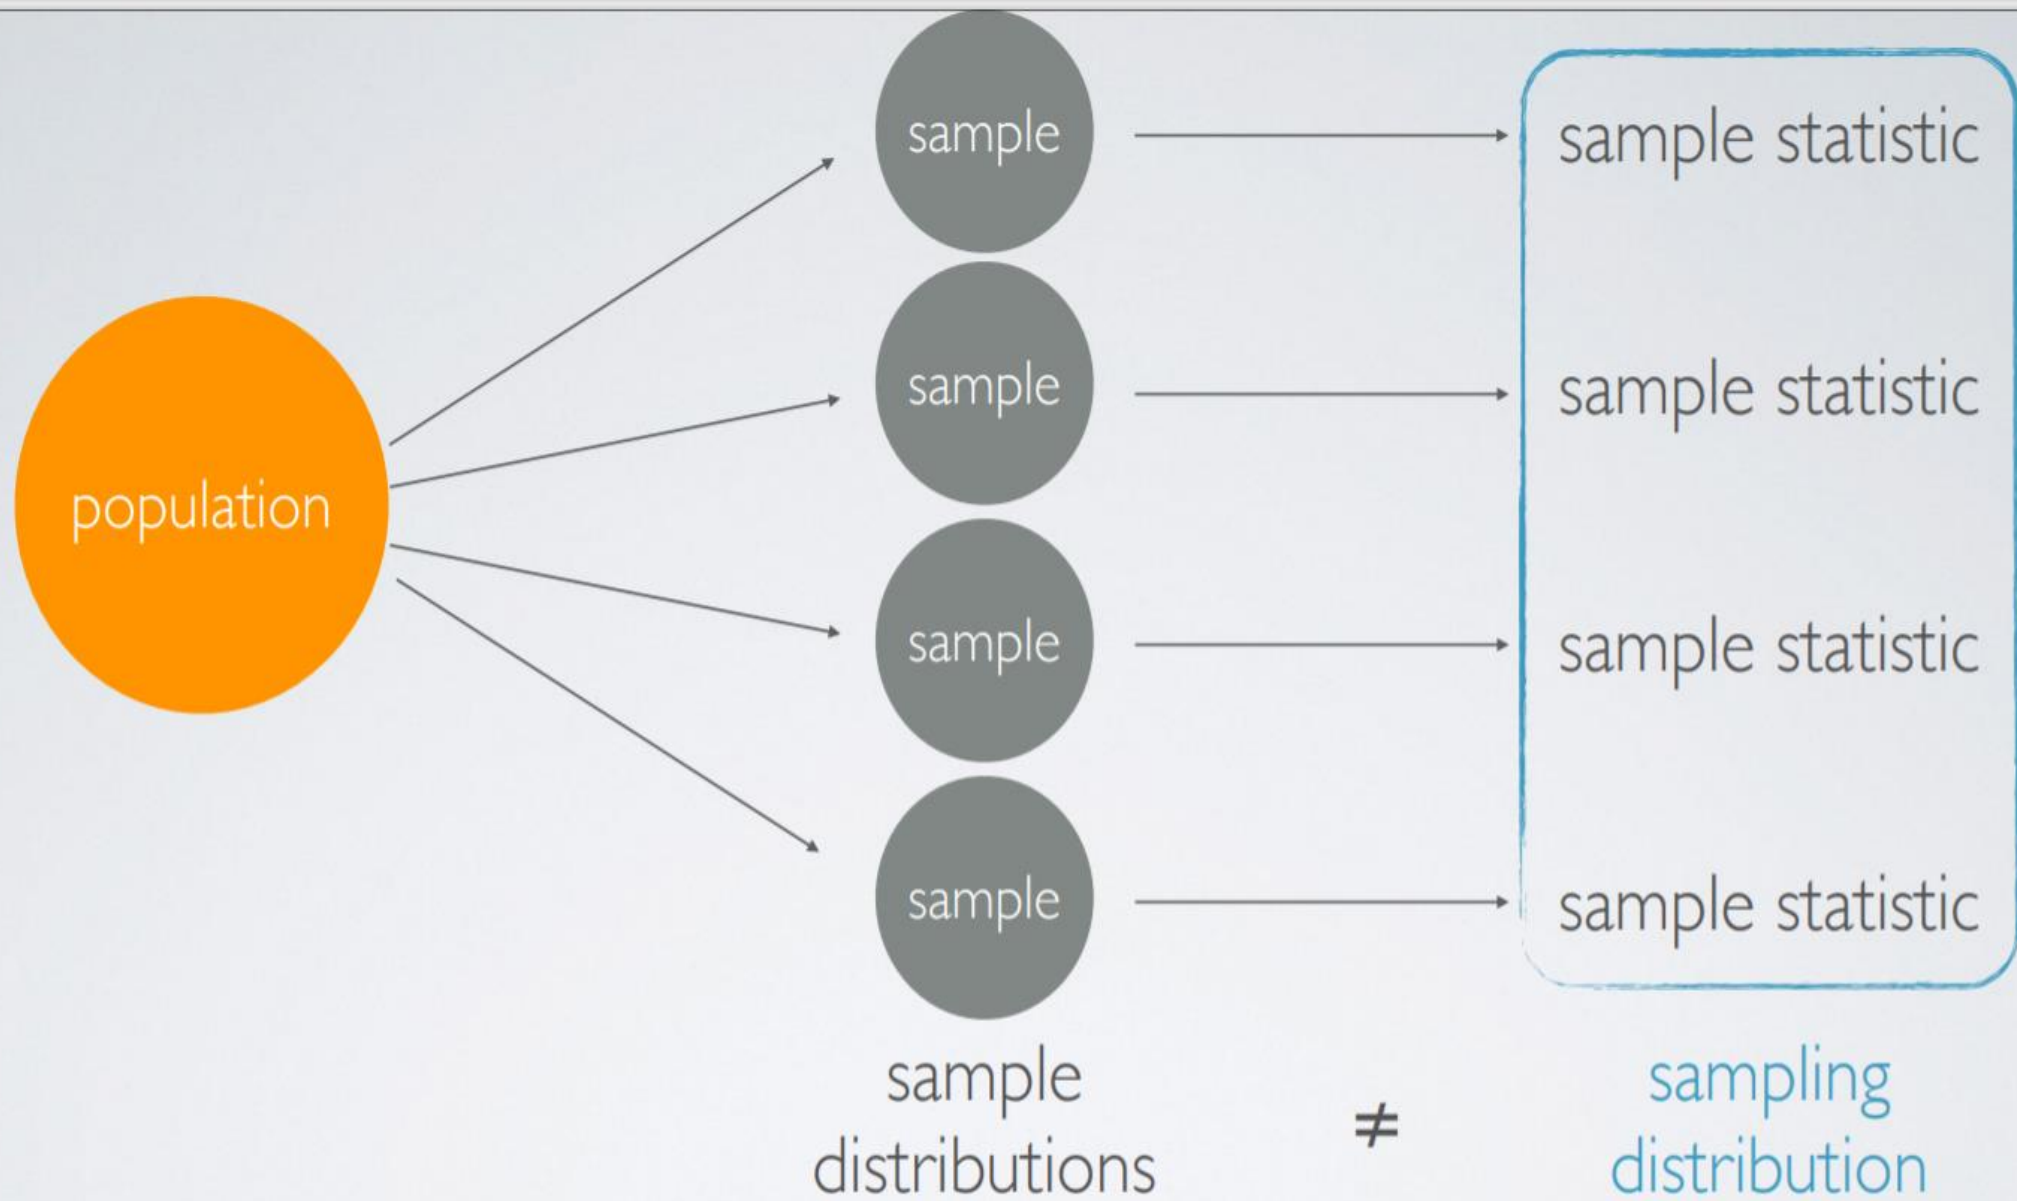 sample
sample statistic
sample
sample statistic
population
sample
sample statistic
sample
sample statistic
sample
distributions
≠
sampling
distribution